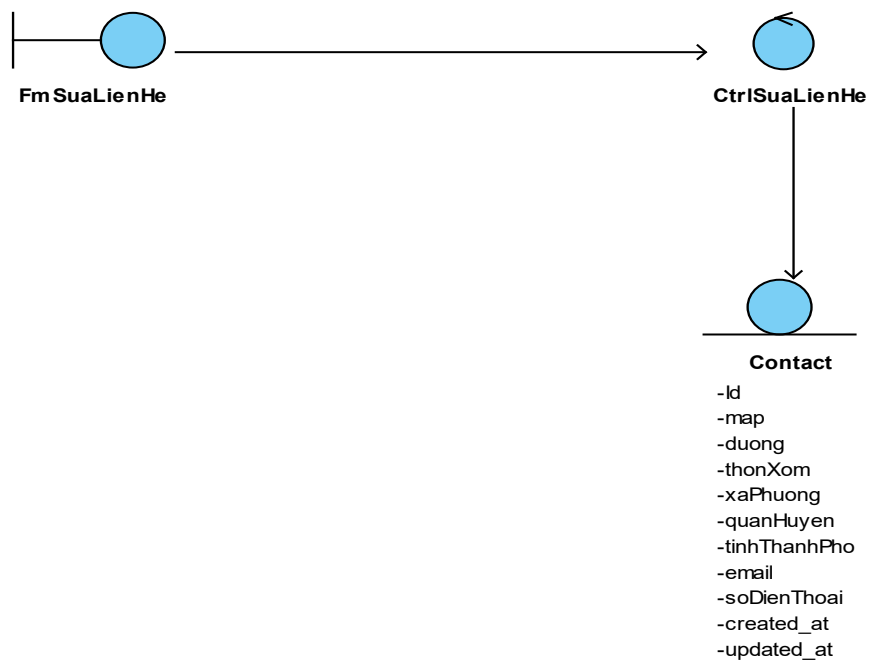 FmSuaLienHe
CtrlSuaLienHe
Contact
-Id
-map
-duong
-thonXom
-xaPhuong
-quanHuyen
-tinhThanhPho
-email
-soDienThoai
-created_at
-updated_at